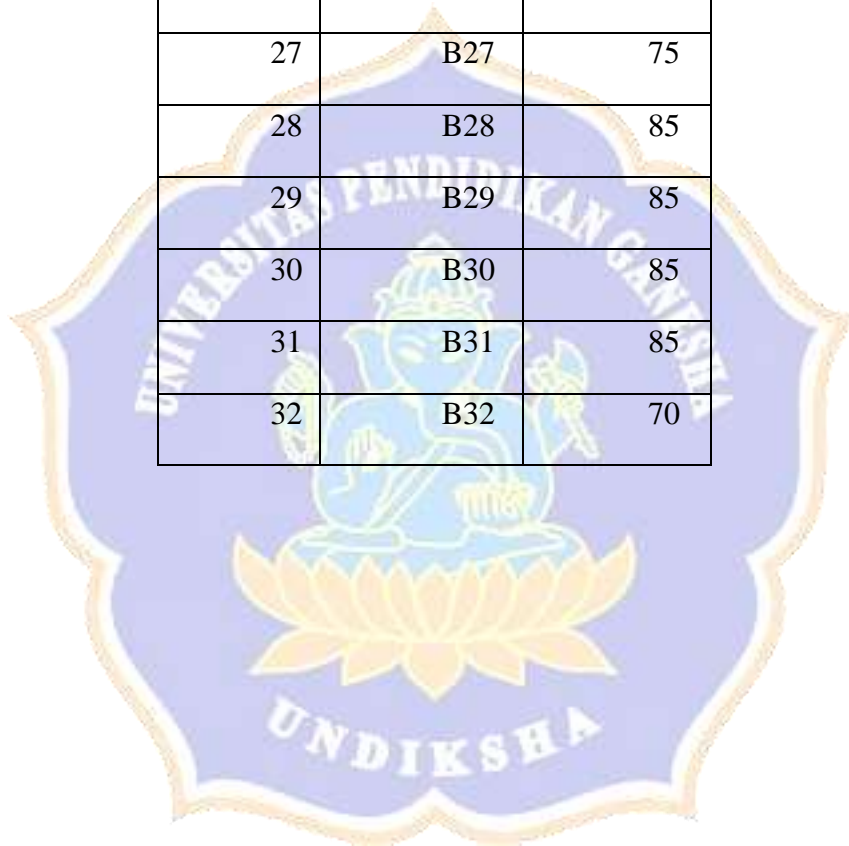 27 B27 75
28 B28 85
29 B29 85
30 B30 85
31 B31 85
32 B32 70
UNIVERSITAS PENDIDIKAN GANESHA
UNDIKSHA